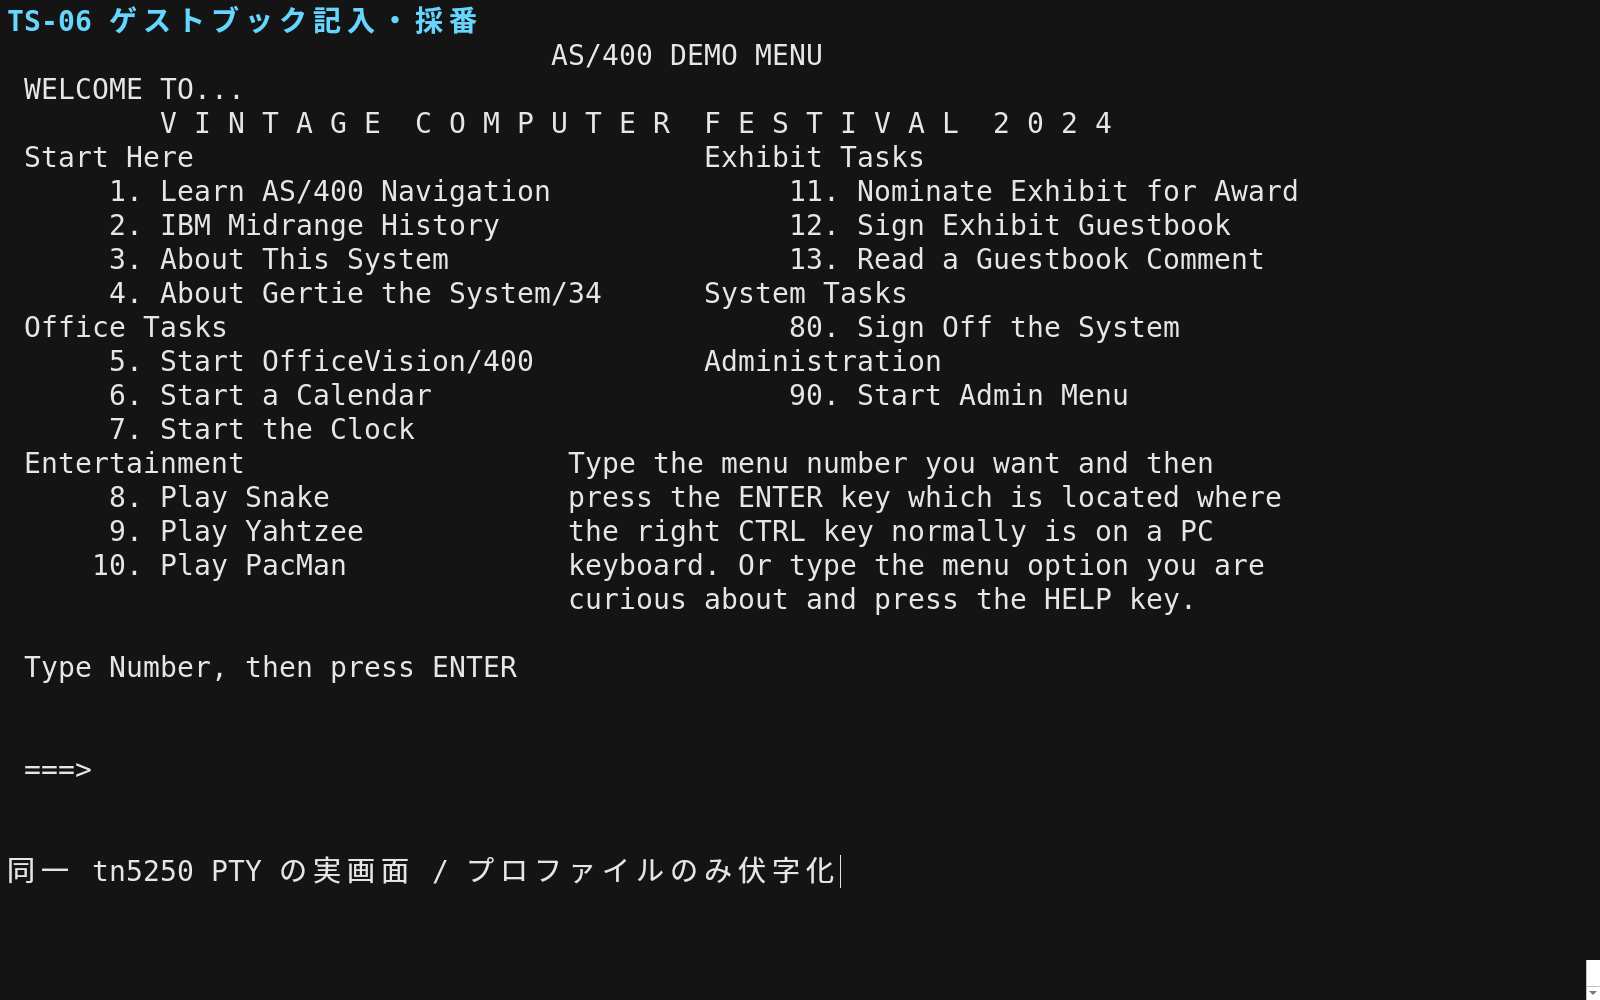 TS-06 ゲストブック記入・採番
AS/400 DEMO MENU
WELCOME TO...
V I N T A G E  C O M P U T E R  F E S T I V A L  2 0 2 4
Start Here                              Exhibit Tasks
1. Learn AS/400 Navigation              11. Nominate Exhibit for Award
2. IBM Midrange History                 12. Sign Exhibit Guestbook
3. About This System                    13. Read a Guestbook Comment
4. About Gertie the System/34      System Tasks
Office Tasks                                 80. Sign Off the System
5. Start OfficeVision/400          Administration
6. Start a Calendar                     90. Start Admin Menu
7. Start the Clock
Entertainment                   Type the menu number you want and then
8. Play Snake              press the ENTER key which is located where
9. Play Yahtzee            the right CTRL key normally is on a PC
10. Play PacMan             keyboard. Or type the menu option you are
curious about and press the HELP key.
Type Number, then press ENTER
===>
同一 tn5250 PTY の実画面 / プロファイルのみ伏字化